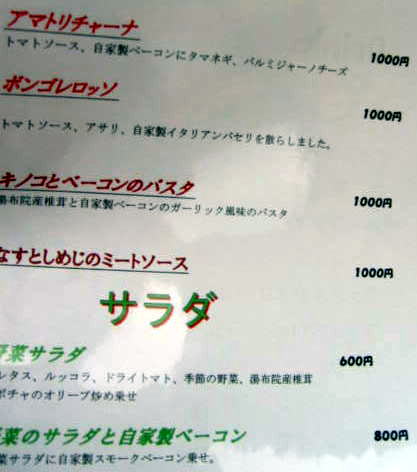 アマトリチャーナ
トマトソース、自家製ベーコンにタマネギ、パルミジャーノチーズ
1000円
ボンゴレロッソ
1000円
トマトソース、アサリ、自家製イタリアンパセリを散らしました。
キノコとベーコンのパスタ
1000円
湯布院産椎茸と自家製ベーコンのガーリック風味のパスタ
なすとしめじのミートソース
1000円
サラダ
野菜サラダ
600円
レタス、ルッコラ、ドライトマト、季節の野菜、湯布院産椎茸
ボチャのオリーブ炒め乗せ
菜のサラダと自家製ベーコン
800円
菜サラダに自家製スモークベーコン乗せ。